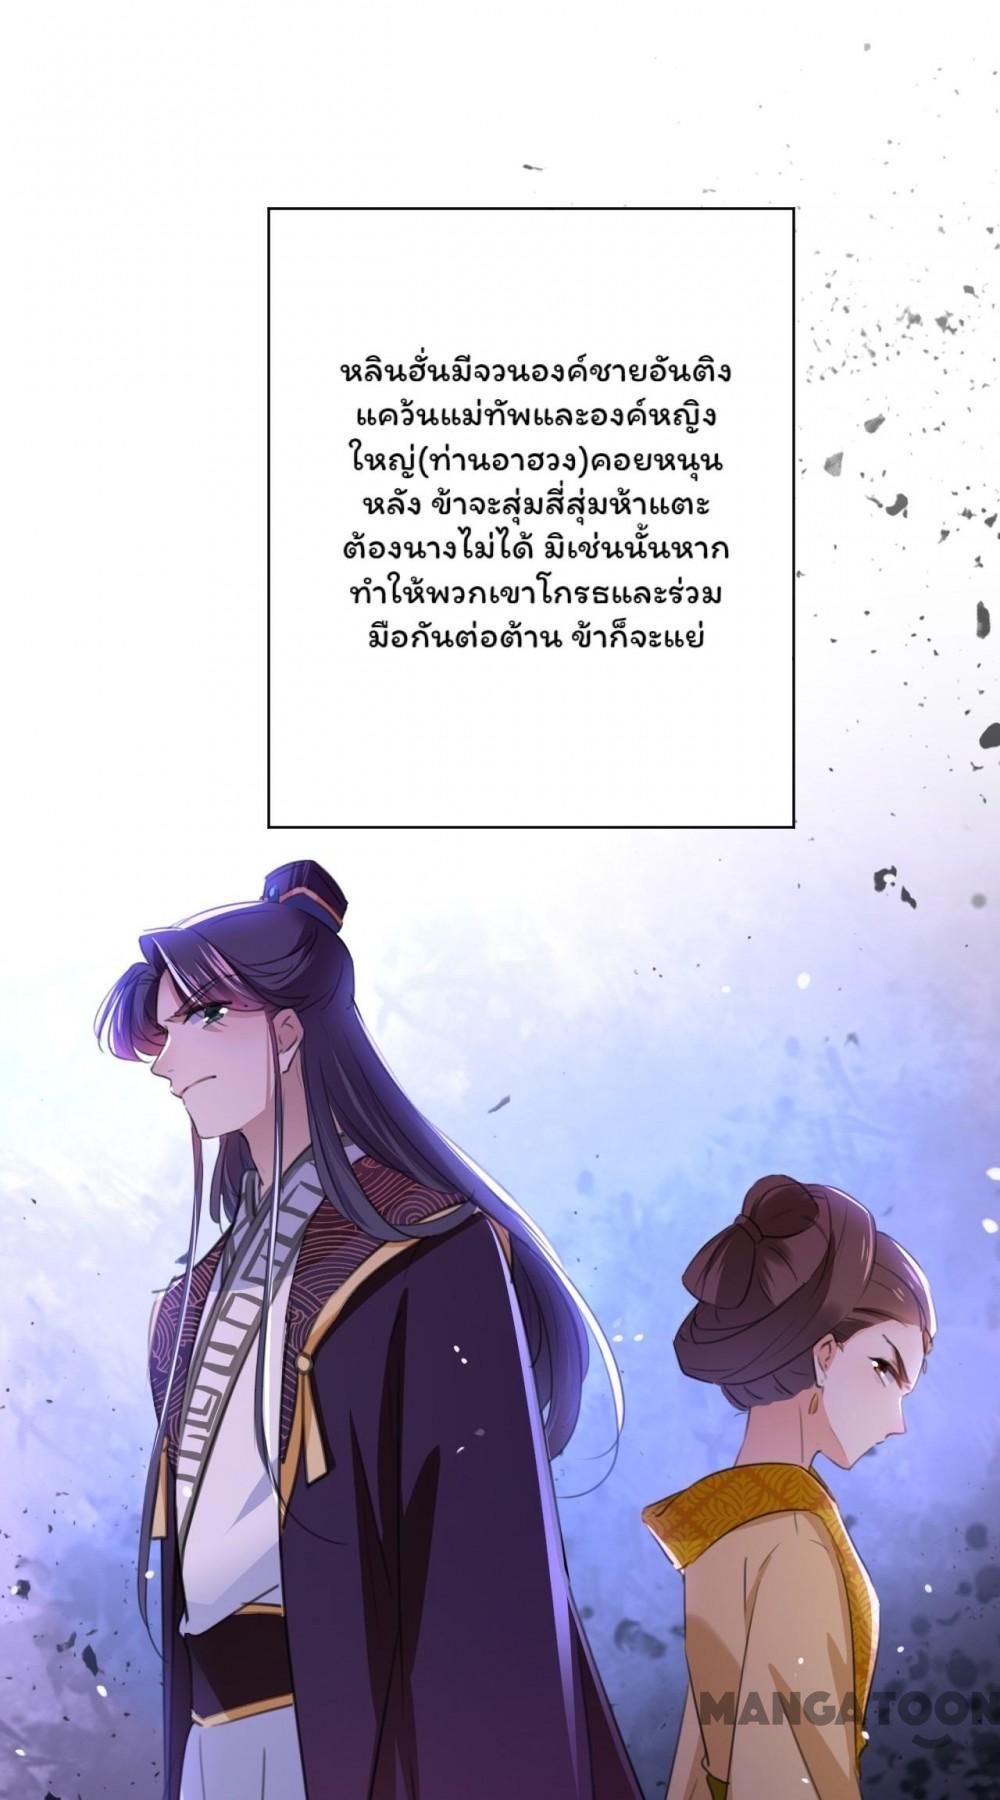 หลินฮั่นมีจวนองค์ชายอันติง
แคว้นแม่ทัพและองค์หญิง
ใหญ่(ท่านอาฮวง)คอยหนุน
หลัง ข้าจะสุ่มสี่สุ่มห้าแตะ
ต้องนางไม่ได้ มิเช่นนั้นหาก
ทำให้พวกเขาโกรธและร่วม
มือกันต่อต้าน ข้าก็จะแย่
MANGATOON